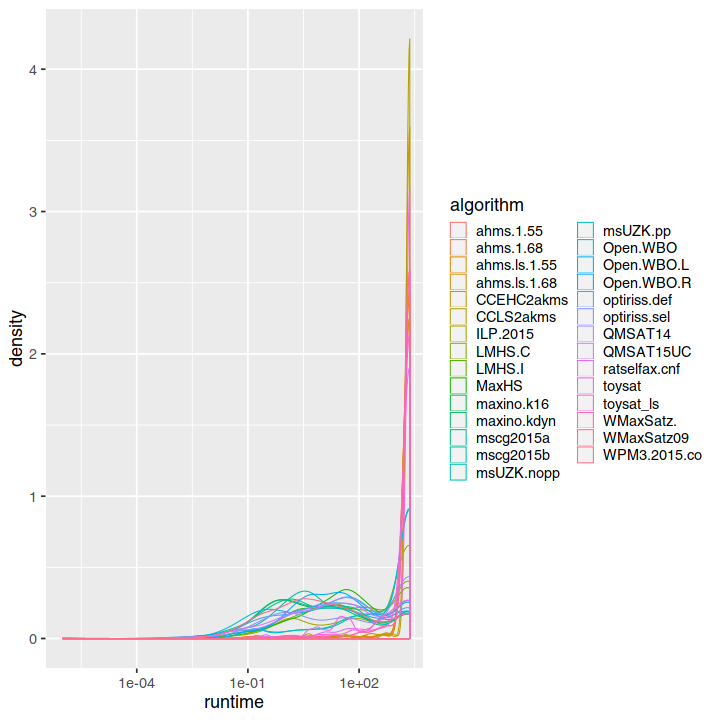 density
4
3
2
1
0
1e-04
1e-01
1e+02
runtime
algorithm
ahms.1.55
ahms.1.68
ahms.ls.1.55
ahms.ls.1.68
CCEHC2akms
CCLS2akms
ILP.2015
LMHS.C
LMHS.I
MaxHS
maxino.k16
maxino.kdyn
mscg2015a
mscg2015b
msUZK.nopp
msUZK.pp
Open.WBO
Open.WBO.L
Open.WBO.R
optiriss.def
optiriss.sel
QMSAT14
QMSAT15UC
ratselfax.cnf
toysat
toysat_ls
WMaxSatz.
WMaxSatz09
WPM3.2015.co